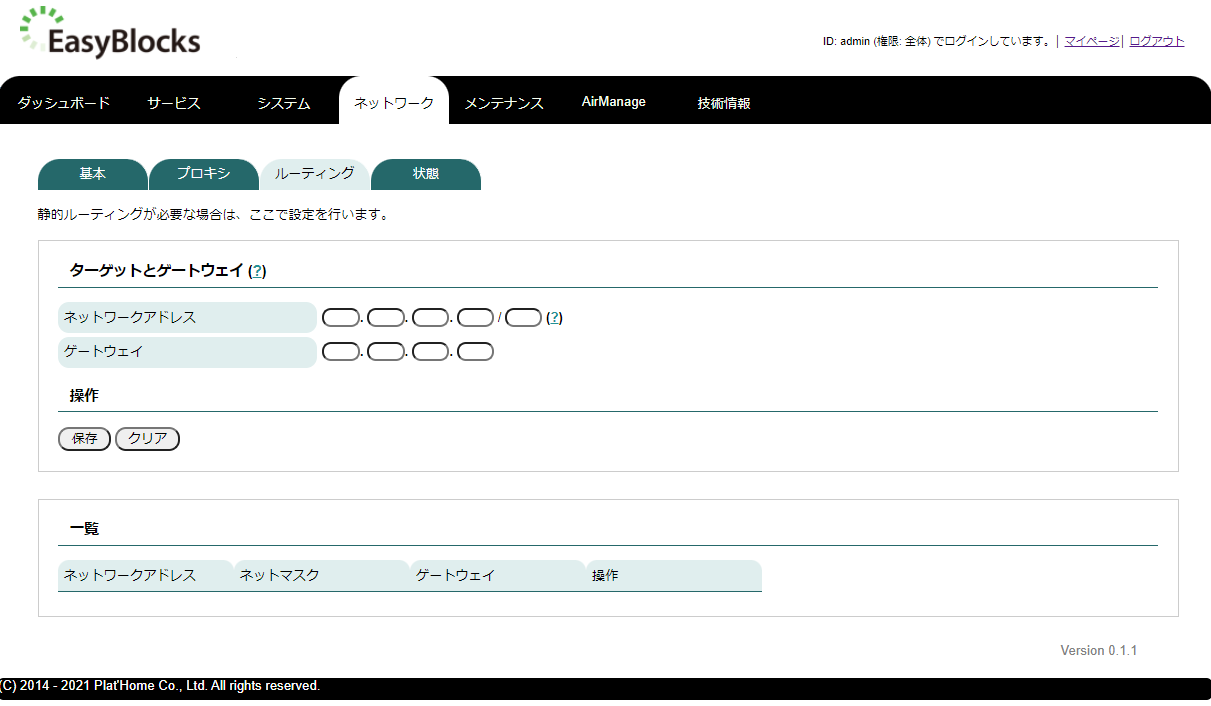 EasyBlocks
ID: admin (権限: 全体) でログインしています。 | マイページ | ログアウト
ダッシュボード サービス システム ネットワーク メンテナンス AirManage 技術情報
基本 プロキシ ルーティング 状態
静的ルーティングが必要な場合は、ここで設定を行います。
ターゲットとゲートウェイ (?)
ネットワークアドレス . . . / (?)
ゲートウェイ . . .
操作
保存 クリア
一覧
ネットワークアドレス ネットマスク ゲートウェイ 操作
Version 0.1.1
(C) 2014 - 2021 Plat'Home Co., Ltd. All rights reserved.